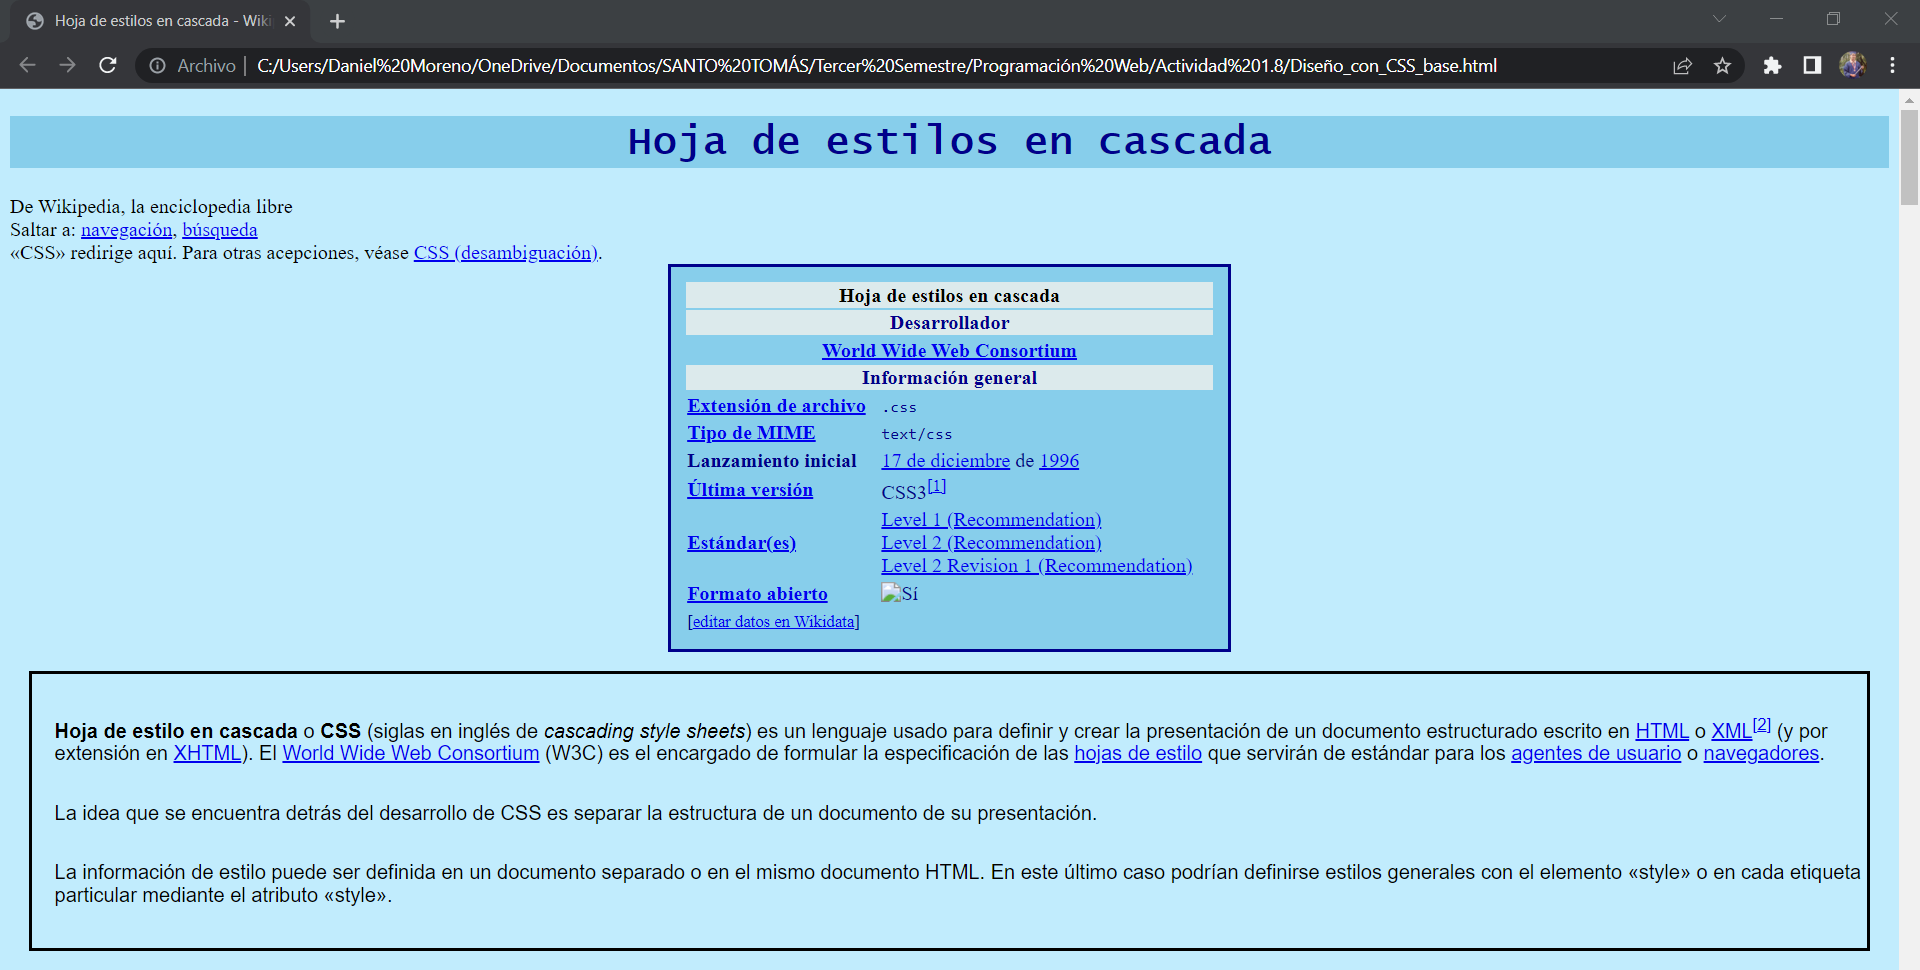 Hoja de estilos en cascada - Wiki
Archivo | C:/Users/Daniel%20Moreno/OneDrive/Documentos/SANTO%20TOMÁS/Tercer%20Semestre/Programación%20Web/Actividad%201.8/Diseño_con_CSS_base.html
Hoja de estilos en cascada
De Wikipedia, la enciclopedia libre
Saltar a: navegación, búsqueda
«CSS» redirige aquí. Para otras acepciones, véase CSS (desambiguación).
Hoja de estilos en cascada
Desarrollador
World Wide Web Consortium
Información general
Extensión de archivo .css
Tipo de MIME text/css
Lanzamiento inicial 17 de diciembre de 1996
Última versión CSS3[1]
Level 1 (Recommendation)
Estándar(es) Level 2 (Recommendation)
Level 2 Revision 1 (Recommendation)
Formato abierto Sí
[editar datos en Wikidata]
Hoja de estilo en cascada o CSS (siglas en inglés de cascading style sheets) es un lenguaje usado para definir y crear la presentación de un documento estructurado escrito en HTML o XML[2] (y por
extensión en XHTML). El World Wide Web Consortium (W3C) es el encargado de formular la especificación de las hojas de estilo que servirán de estándar para los agentes de usuario o navegadores.
La idea que se encuentra detrás del desarrollo de CSS es separar la estructura de un documento de su presentación.
La información de estilo puede ser definida en un documento separado o en el mismo documento HTML. En este último caso podrían definirse estilos generales con el elemento «style» o en cada etiqueta
particular mediante el atributo «style».